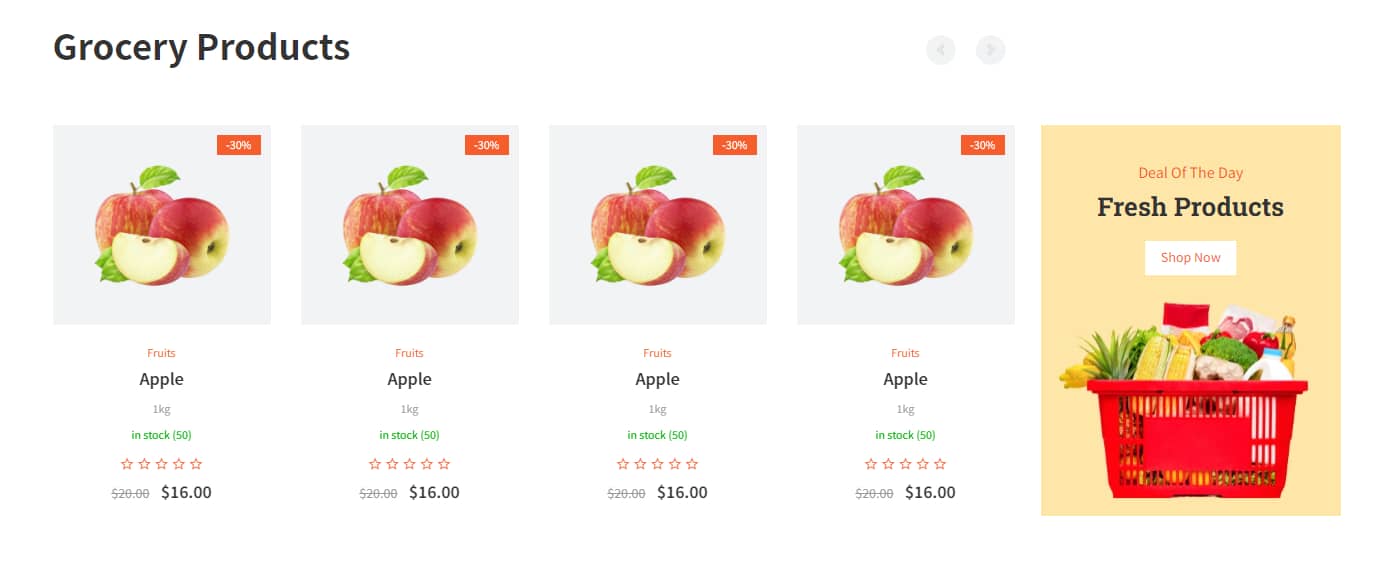 Grocery Products
-30%
-30%
-30%
-30%
Fruits
Apple
1kg
in stock (50)
$20.00 $16.00
Fruits
Apple
1kg
in stock (50)
$20.00 $16.00
Fruits
Apple
1kg
in stock (50)
$20.00 $16.00
Fruits
Apple
1kg
in stock (50)
$20.00 $16.00
Deal Of The Day
Fresh Products
Shop Now